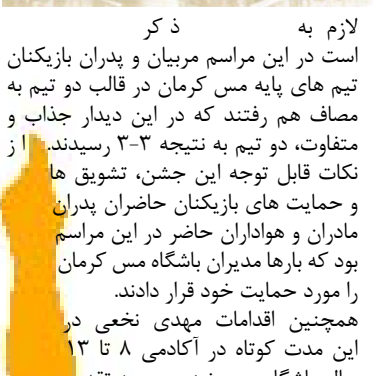 لازم به ذکر
است در این مراسم مربیان و پدران بازیکنان
تیم های پایه مس کرمان در قالب دو تیم به
مصاف هم رفتند که در این دیدار جذاب و
متفاوت، دو تیم به نتیجه ۳-۳ رسیدند. از
نکات قابل توجه این جشن، تشویق ها
و حمایت های بازیکنان حاضران پدران
مادران و هواداران حاضر در این مراسم
بود که بارها مدیران باشگاه مس کرمان
را مورد حمایت خود قرار دادند.
همچنین اقدامات مهدی نخعی در
این مدت کوتاه در آکادمی ۸ تا ۱۳